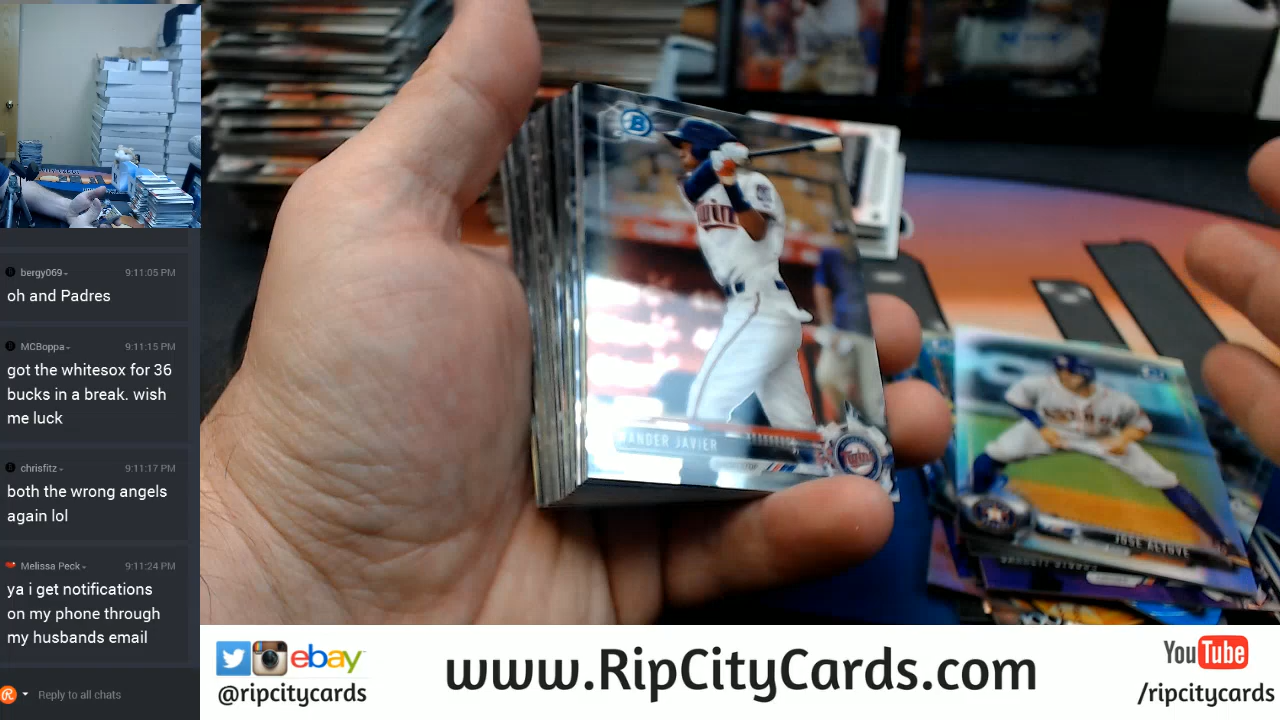 bergy069
9:11:05 PM
oh and Padres
MCBoppa
9:11:15 PM
got the whitesox for 36
bucks in a break. wish
me luck
chrisfitz
9:11:17 PM
both the wrong angels
again lol
Melissa Peck
9:11:24 PM
ya i get notifications
on my phone through
my husbands email
Reply to all chats
B
WANDER JAVIER
Twins
JOSE ALTUVE
ebay
@ripcitycards
www.RipCityCards.com
YouTube
/ripcitycards